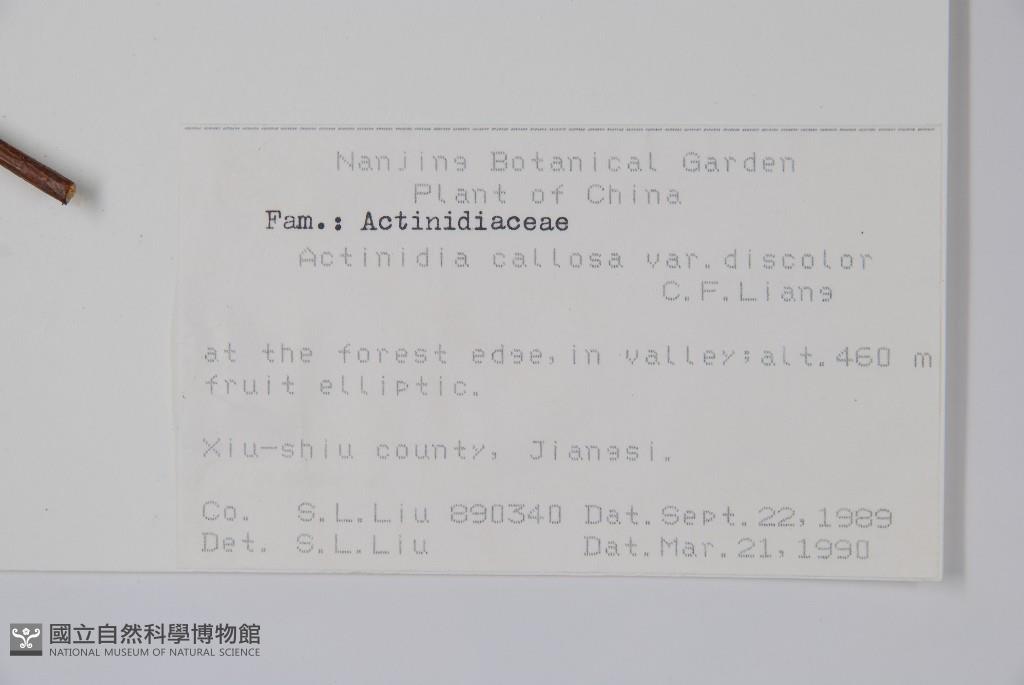 Nanjing Botanical Garden
Plant of China
Fam.: Actinidiaceae
Actinidia callosa var. discolor
C.F.Liang
at the forest edge, in valley; alt. 460 m
fruit elliptic.
Xiu-shiu county, Jiangsi.
Co. S.L.Liu 890340 Dat. Sept. 22, 1989
Det. S.L.Liu Dat. Mar. 21, 1990
國立自然科學博物館
NATIONAL MUSEUM OF NATURAL SCIENCE